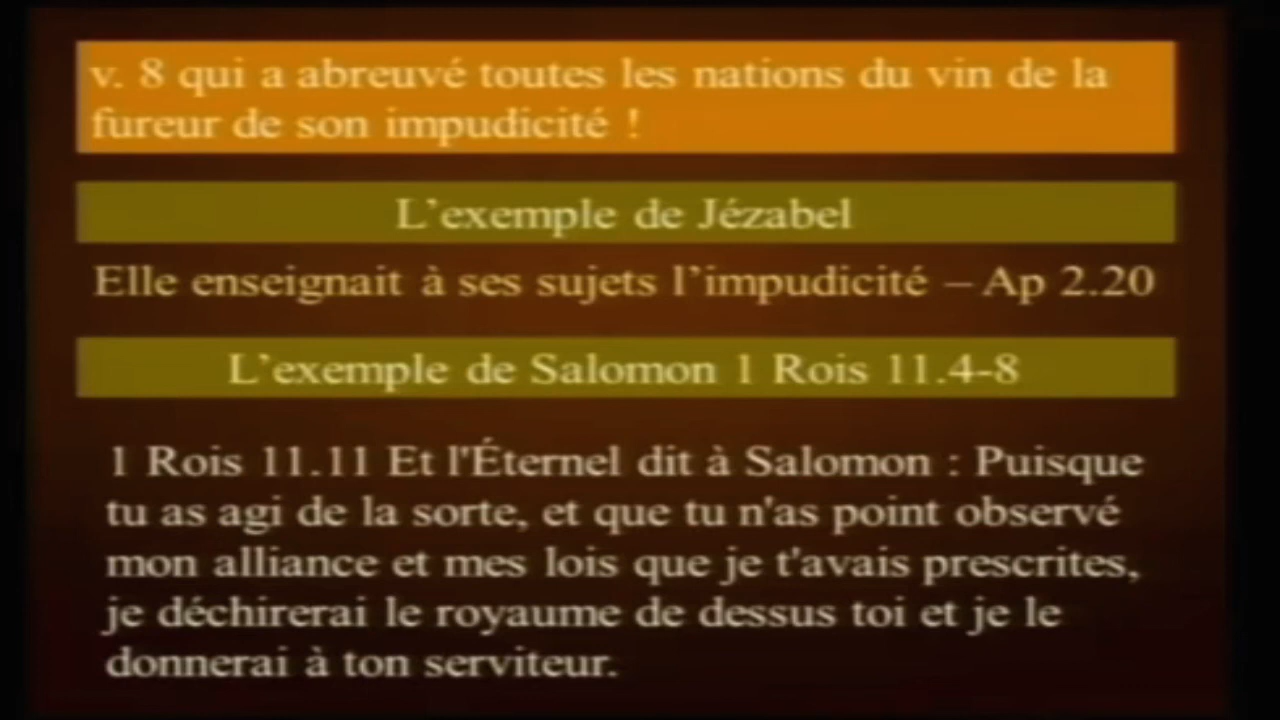 v. 8 qui a abreuvé toutes les nations du vin de la
fureur de son impudicité !
L’exemple de Jézabel
Elle enseignait à ses sujets l’impudicité – Ap 2.20
L’exemple de Salomon 1 Rois 11.4-8
1 Rois 11.11 Et l'Éternel dit à Salomon : Puisque
tu as agi de la sorte, et que tu n'as point observé
mon alliance et mes lois que je t'avais prescrites,
je déchirerai le royaume de dessus toi et je le
donnerai à ton serviteur.